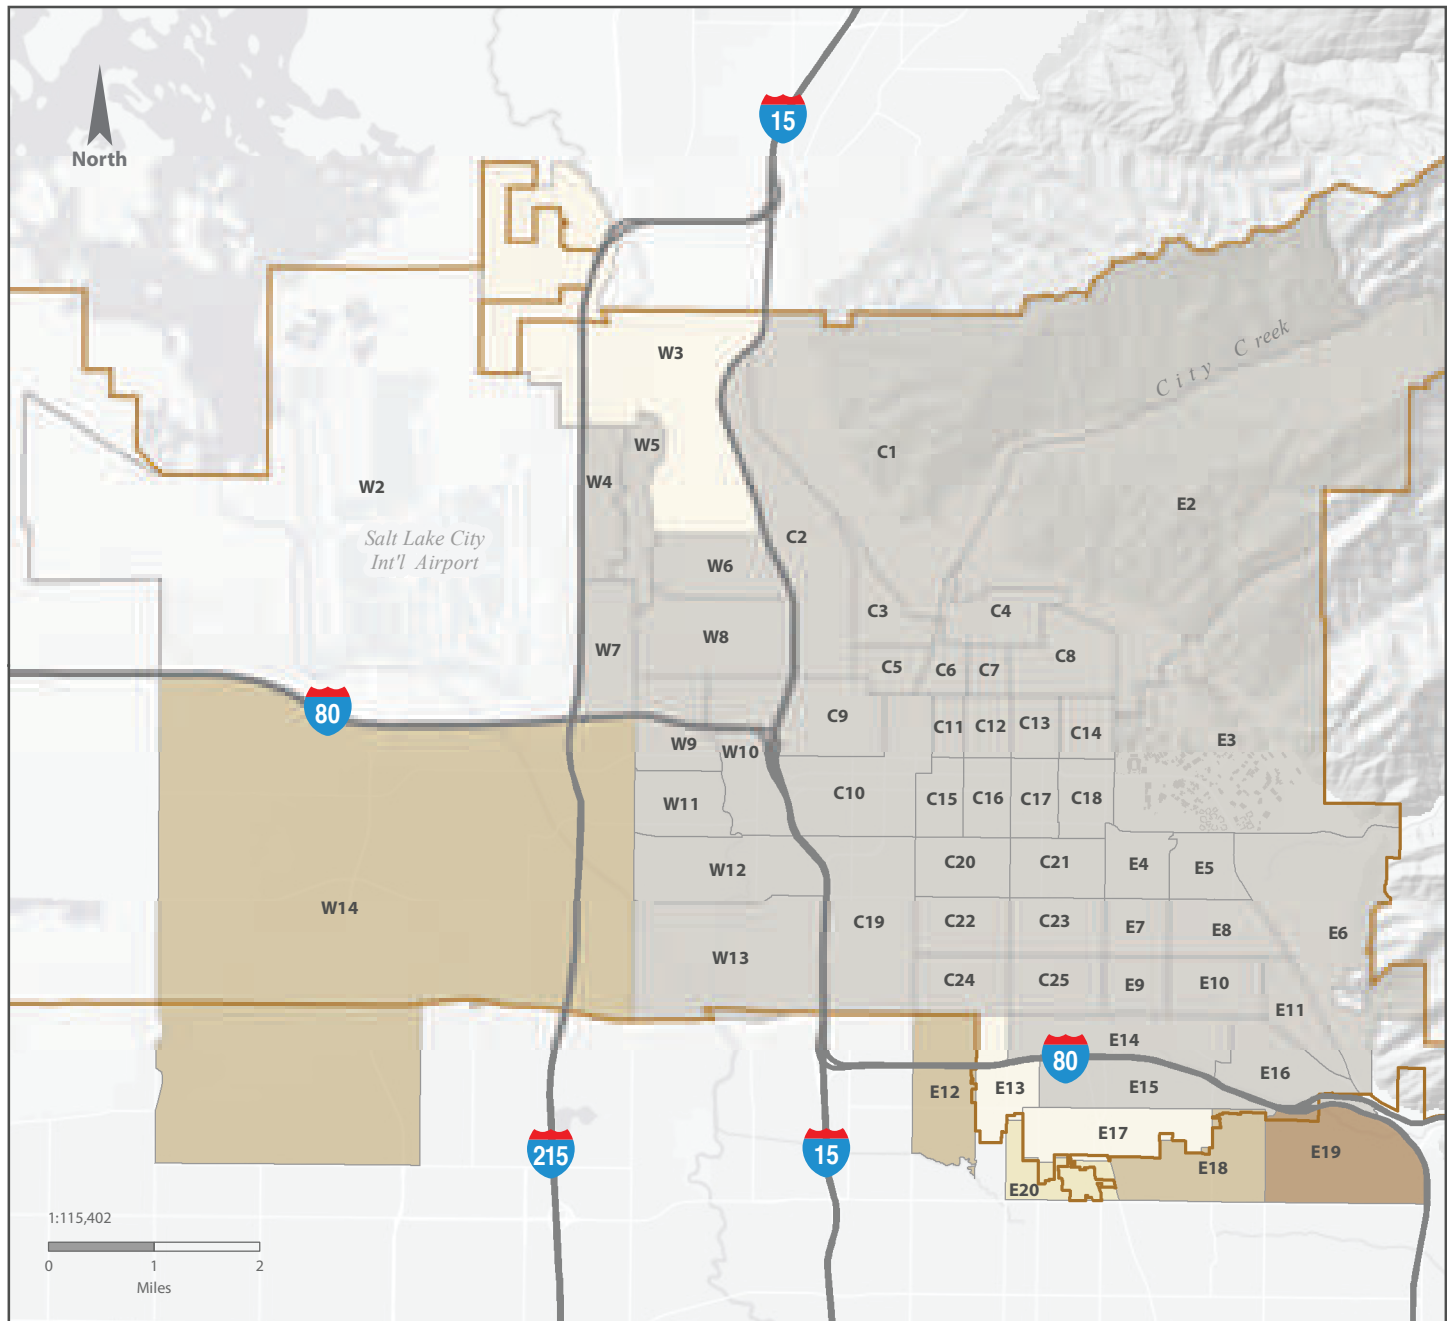 15
North
W3
City Creek
W5
C1
W4
W2
E2
Salt Lake City
Int'l Airport
C2
W6
C3
C4
W8
W7
C8
C5
C6
C7
80
C9
C11
C12
C13
C14
E3
W9
W10
C10
C15
C16
C17
C18
W11
C20
C21
E4
E5
W12
W14
C19
C22
C23
E7
E8
E6
W13
C24
C25
E9
E10
E11
E14
80
E12
E13
E15
E16
E17
215
15
E18
E19
E20
1:115,402
0 1 2
Miles